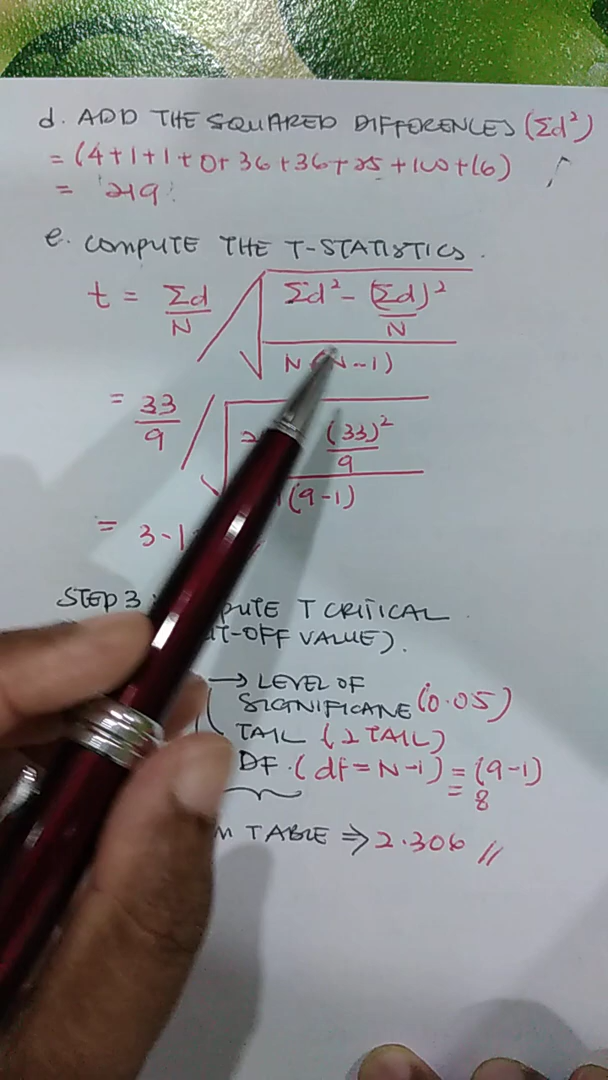 d. ADD THE SQUARED DIFFERENCES (Σd²)
= (4+1+1+0+36+36+25+100+16)
= 219
e. COMPUTE THE T-STATISTICS.
t = Σd/N / √ Σd² - (Σd)²/N
N(N-1)
= 33/9 / √ 2 (33)²/9
(9-1)
= 3.1
STEP 3 : T CRITICAL
VALUE).
→ LEVEL OF
SIGNIFICANE (0.05)
TAIL (2 TAIL)
DF. (df = N-1) = (9-1)
= 8
TABLE ⇒ 2.306 //